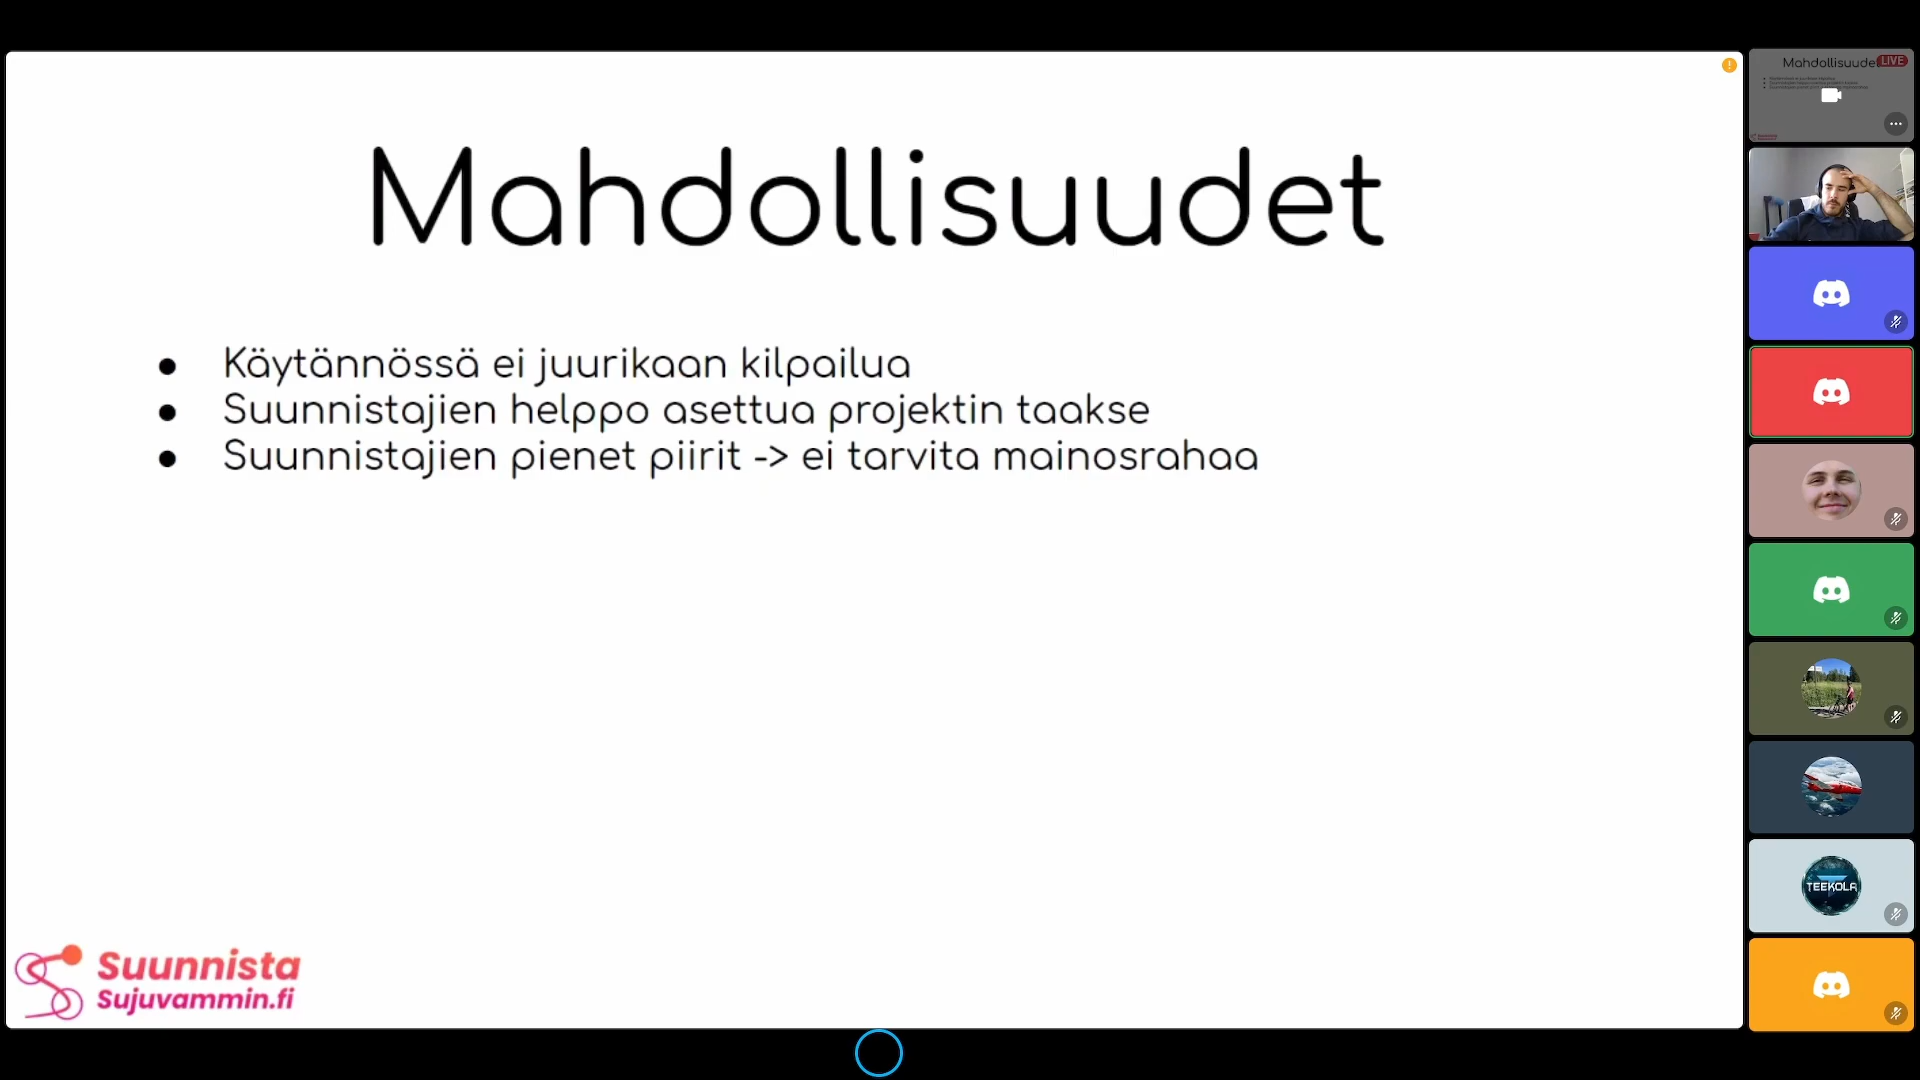 Mahdollisuudet
● Käytännössä ei juurikaan kilpailua
● Suunnistajien helppo asettua projektin taakse
● Suunnistajien pienet piirit -> ei tarvita mainosrahaa
Suunnista
Sujuvammin.fi
Mahdollisuudet
LIVE
TEEKOLA